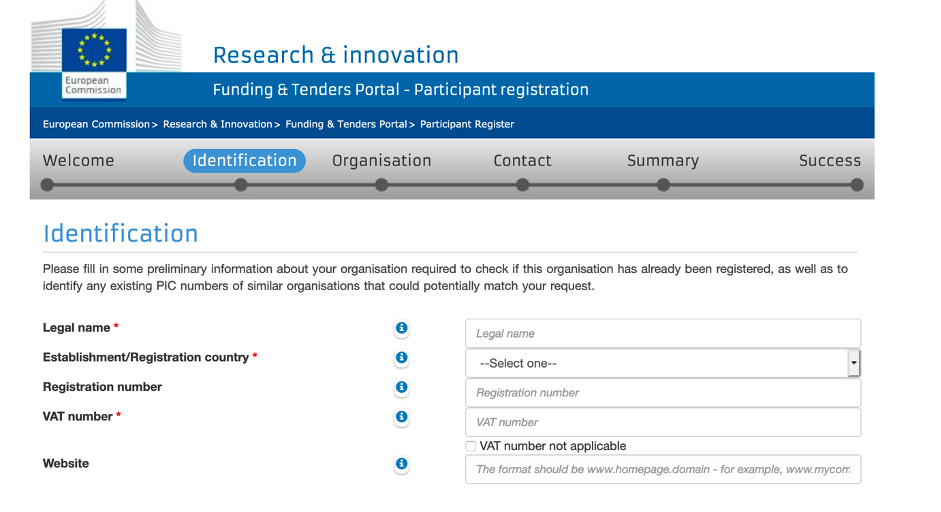 European
Commission
Research & innovation
Funding & Tenders Portal - Participant registration
European Commission > Research & Innovation > Funding & Tenders Portal > Participant Register
Welcome Identification Organisation Contact Summary Success
Identification
Please fill in some preliminary information about your organisation required to check if this organisation has already been registered, as well as to
identify any existing PIC numbers of similar organisations that could potentially match your request.
Legal name * Legal name
Establishment/Registration country * --Select one--
Registration number Registration number
VAT number * VAT number
VAT number not applicable
Website The format should be www.homepage.domain - for example, www.mycom